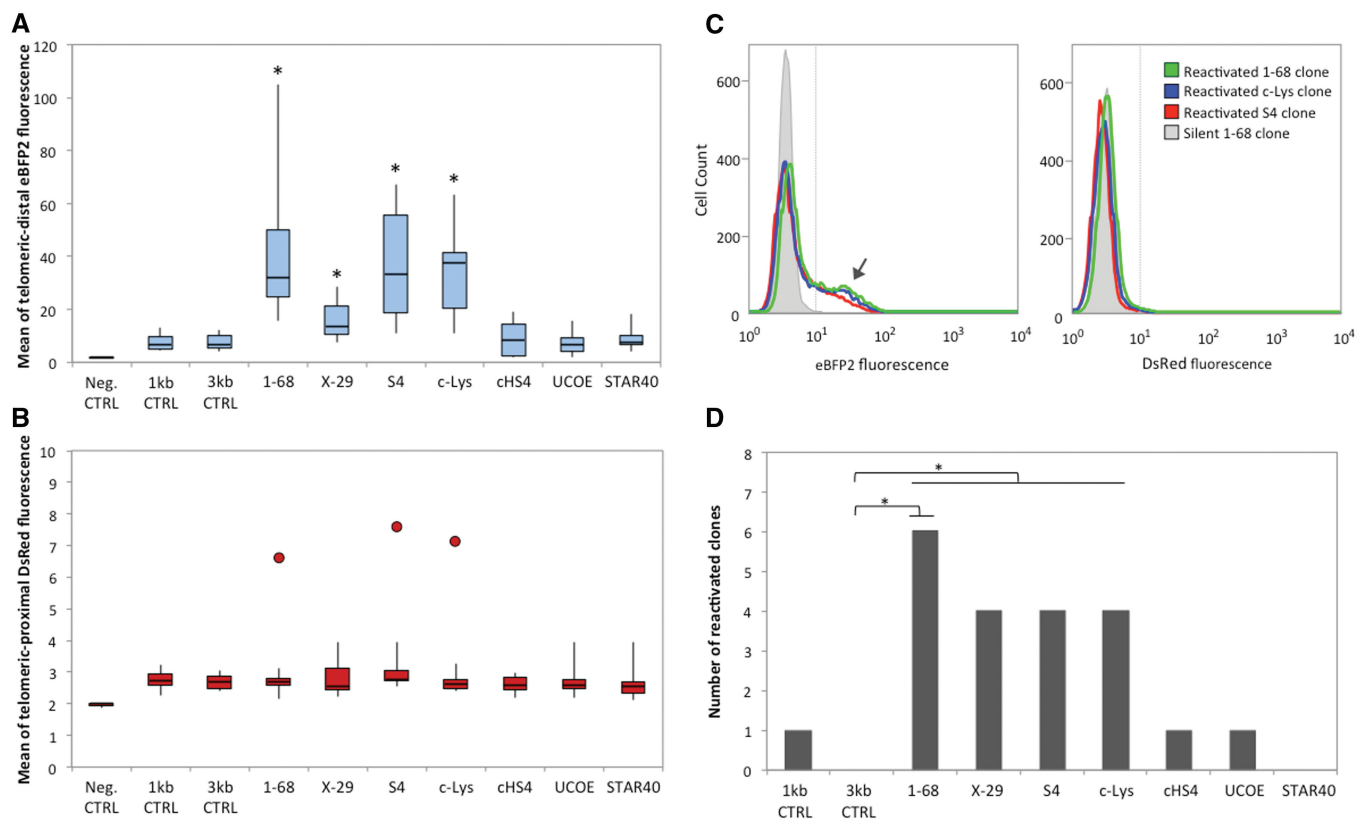 A
Mean of telomeric-distal eBFP2 fluorescence
120
100
80
60
40
20
0
*
*
*
*
Neg. CTRL
1kb CTRL
3kb CTRL
1-68
X-29
S4
c-Lys
cHS4
UCOE
STAR40
B
Mean of telomeric-proximal DsRed fluorescence
10
9
8
7
6
5
4
3
2
1
0
Neg. CTRL
1kb CTRL
3kb CTRL
1-68
X-29
S4
c-Lys
cHS4
UCOE
STAR40
C
Cell Count
600
400
200
0
10^0
10^1
10^2
10^3
10^4
eBFP2 fluorescence
600
400
200
0
10^0
10^1
10^2
10^3
10^4
DsRed fluorescence
Reactivated 1-68 clone
Reactivated c-Lys clone
Reactivated S4 clone
Silent 1-68 clone
D
Number of reactivated clones
8
7
6
5
4
3
2
1
0
*
*
1kb CTRL
3kb CTRL
1-68
X-29
S4
c-Lys
cHS4
UCOE
STAR40